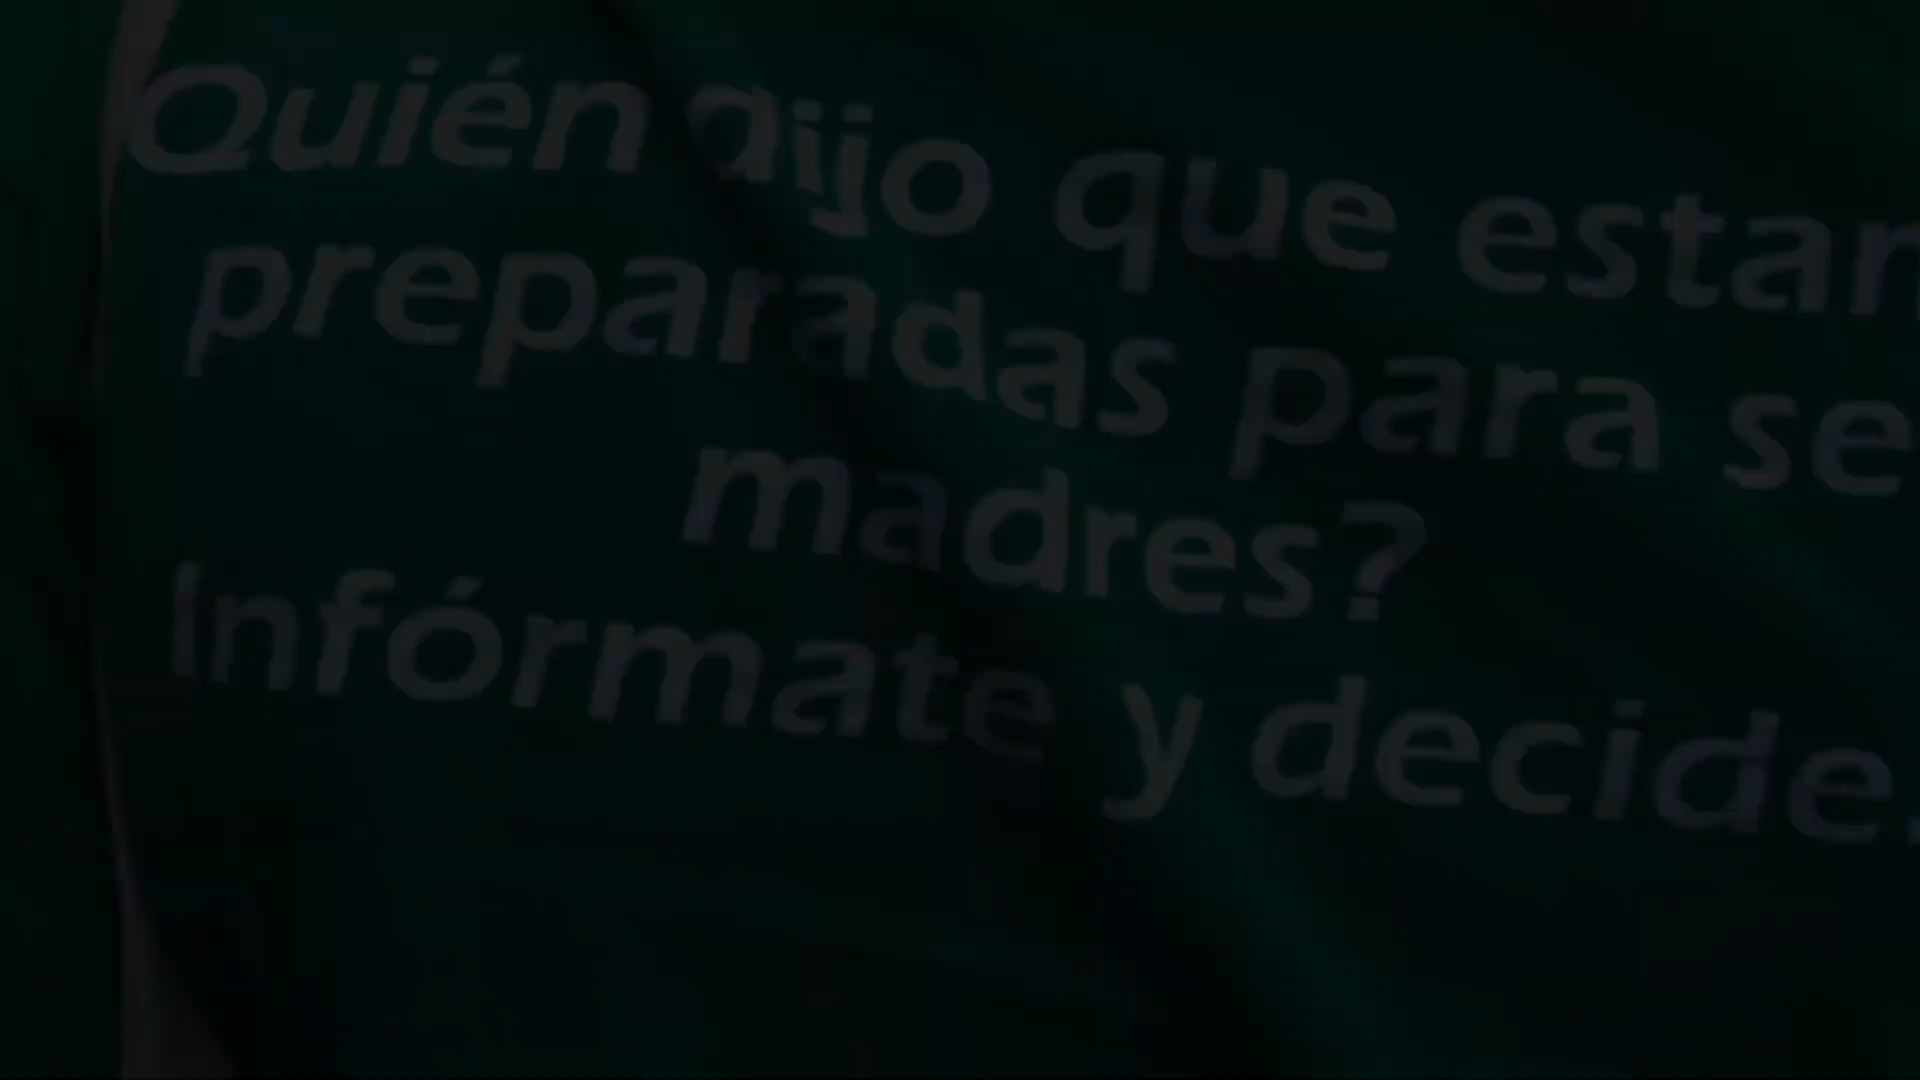 Quién dijo que estan
preparadas para se
madres?
Infórmate y decide.